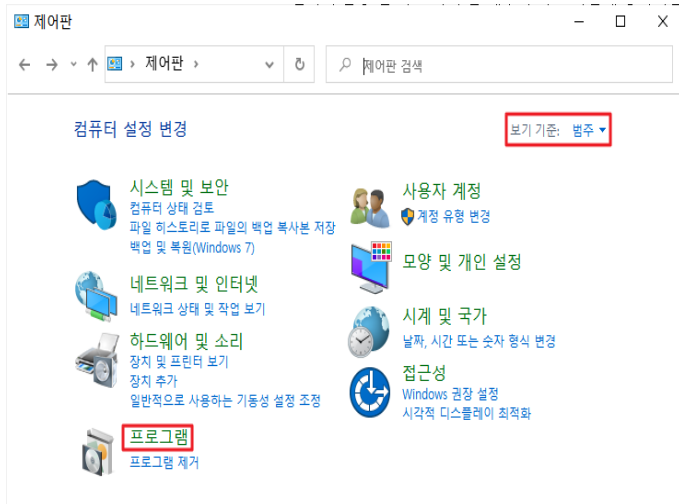 제어판
제어판
제어판 검색
컴퓨터 설정 변경
보기 기준: 범주
시스템 및 보안
컴퓨터 상태 검토
파일 히스토리로 파일의 백업 복사본 저장
백업 및 복원(Windows 7)
네트워크 및 인터넷
네트워크 상태 및 작업 보기
하드웨어 및 소리
장치 및 프린터 보기
장치 추가
일반적으로 사용하는 기동성 설정 조정
프로그램
프로그램 제거
사용자 계정
계정 유형 변경
모양 및 개인 설정
시계 및 국가
날짜, 시간 또는 숫자 형식 변경
접근성
Windows 권장 설정
시각적 디스플레이 최적화